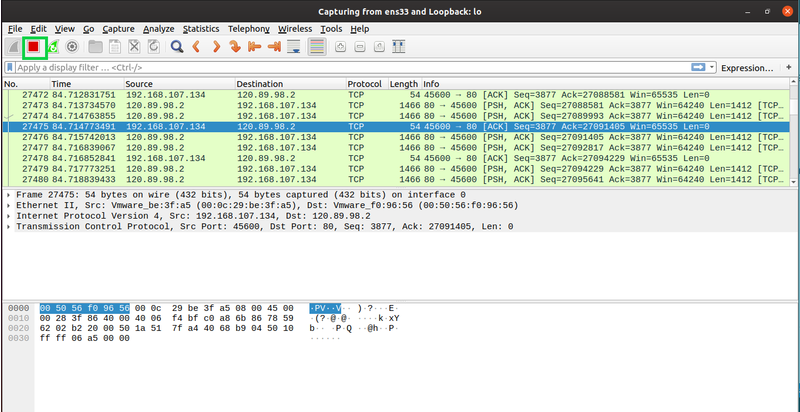 Capturing from ens33 and Loopback: lo
File Edit View Go Capture Analyze Statistics Telephony Wireless Tools Help
Apply a display filter ... <Ctrl-/> Expression... +
No. Time Source Destination Protocol Length Info
27472 84.712831751 192.168.107.134 120.89.98.2 TCP 54 45600 → 80 [ACK] Seq=3877 Ack=27088581 Win=65535 Len=0
27473 84.713734570 120.89.98.2 192.168.107.134 TCP 1466 80 → 45600 [PSH, ACK] Seq=27088581 Ack=3877 Win=64240 Len=1412 [TCP…
27474 84.714763855 120.89.98.2 192.168.107.134 TCP 1466 80 → 45600 [PSH, ACK] Seq=27089993 Ack=3877 Win=64240 Len=1412 [TCP…
27475 84.714773491 192.168.107.134 120.89.98.2 TCP 54 45600 → 80 [ACK] Seq=3877 Ack=27091405 Win=65535 Len=0
27476 84.715742013 120.89.98.2 192.168.107.134 TCP 1466 80 → 45600 [PSH, ACK] Seq=27091405 Ack=3877 Win=64240 Len=1412 [TCP…
27477 84.716839067 120.89.98.2 192.168.107.134 TCP 1466 80 → 45600 [PSH, ACK] Seq=27092817 Ack=3877 Win=64240 Len=1412 [TCP…
27478 84.716852841 192.168.107.134 120.89.98.2 TCP 54 45600 → 80 [ACK] Seq=3877 Ack=27094229 Win=65535 Len=0
27479 84.717773251 120.89.98.2 192.168.107.134 TCP 1466 80 → 45600 [PSH, ACK] Seq=27094229 Ack=3877 Win=64240 Len=1412 [TCP…
27480 84.718839433 120.89.98.2 192.168.107.134 TCP 1466 80 → 45600 [PSH, ACK] Seq=27095641 Ack=3877 Win=64240 Len=1412 [TCP…
Frame 27475: 54 bytes on wire (432 bits), 54 bytes captured (432 bits) on interface 0
Ethernet II, Src: Vmware_be:3f:a5 (00:0c:29:be:3f:a5), Dst: Vmware_f0:96:56 (00:50:56:f0:96:56)
Internet Protocol Version 4, Src: 192.168.107.134, Dst: 120.89.98.2
Transmission Control Protocol, Src Port: 45600, Dst Port: 80, Seq: 3877, Ack: 27091405, Len: 0
0000 00 50 56 f0 96 56 00 0c 29 be 3f a5 08 00 45 00 ·PV··V·· )·?···E·
0010 00 28 3f 86 40 00 40 06 f4 bf c0 a8 6b 86 78 59 ·(?·@·@· ····k·xY
0020 62 02 b2 20 00 50 1a 51 7f a4 40 68 b9 04 50 10 b·· ·P·Q ··@h··P·
0030 ff ff 06 a5 00 00 ······